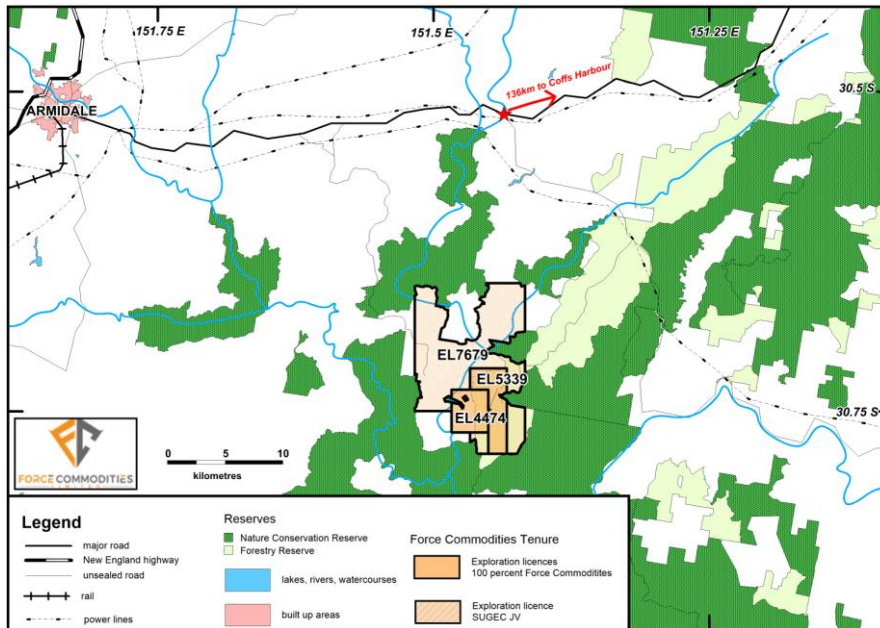 151.75 E
151.5 E
151.25 E
136km to Coffs Harbour
30.5 S
ARMIDALE
EL7679
EL5339
EL4474
30.75 S
FC
FORCE COMMODITIES
LIMITED
0 5 10
kilometres
Legend
major road
New England highway
unsealed road
rail
power lines
Reserves
Nature Conservation Reserve
Forestry Reserve
lakes, rivers, watercourses
built up areas
Force Commodities Tenure
Exploration licences
100 percent Force Commoditites
Exploration licence
SUGEC JV